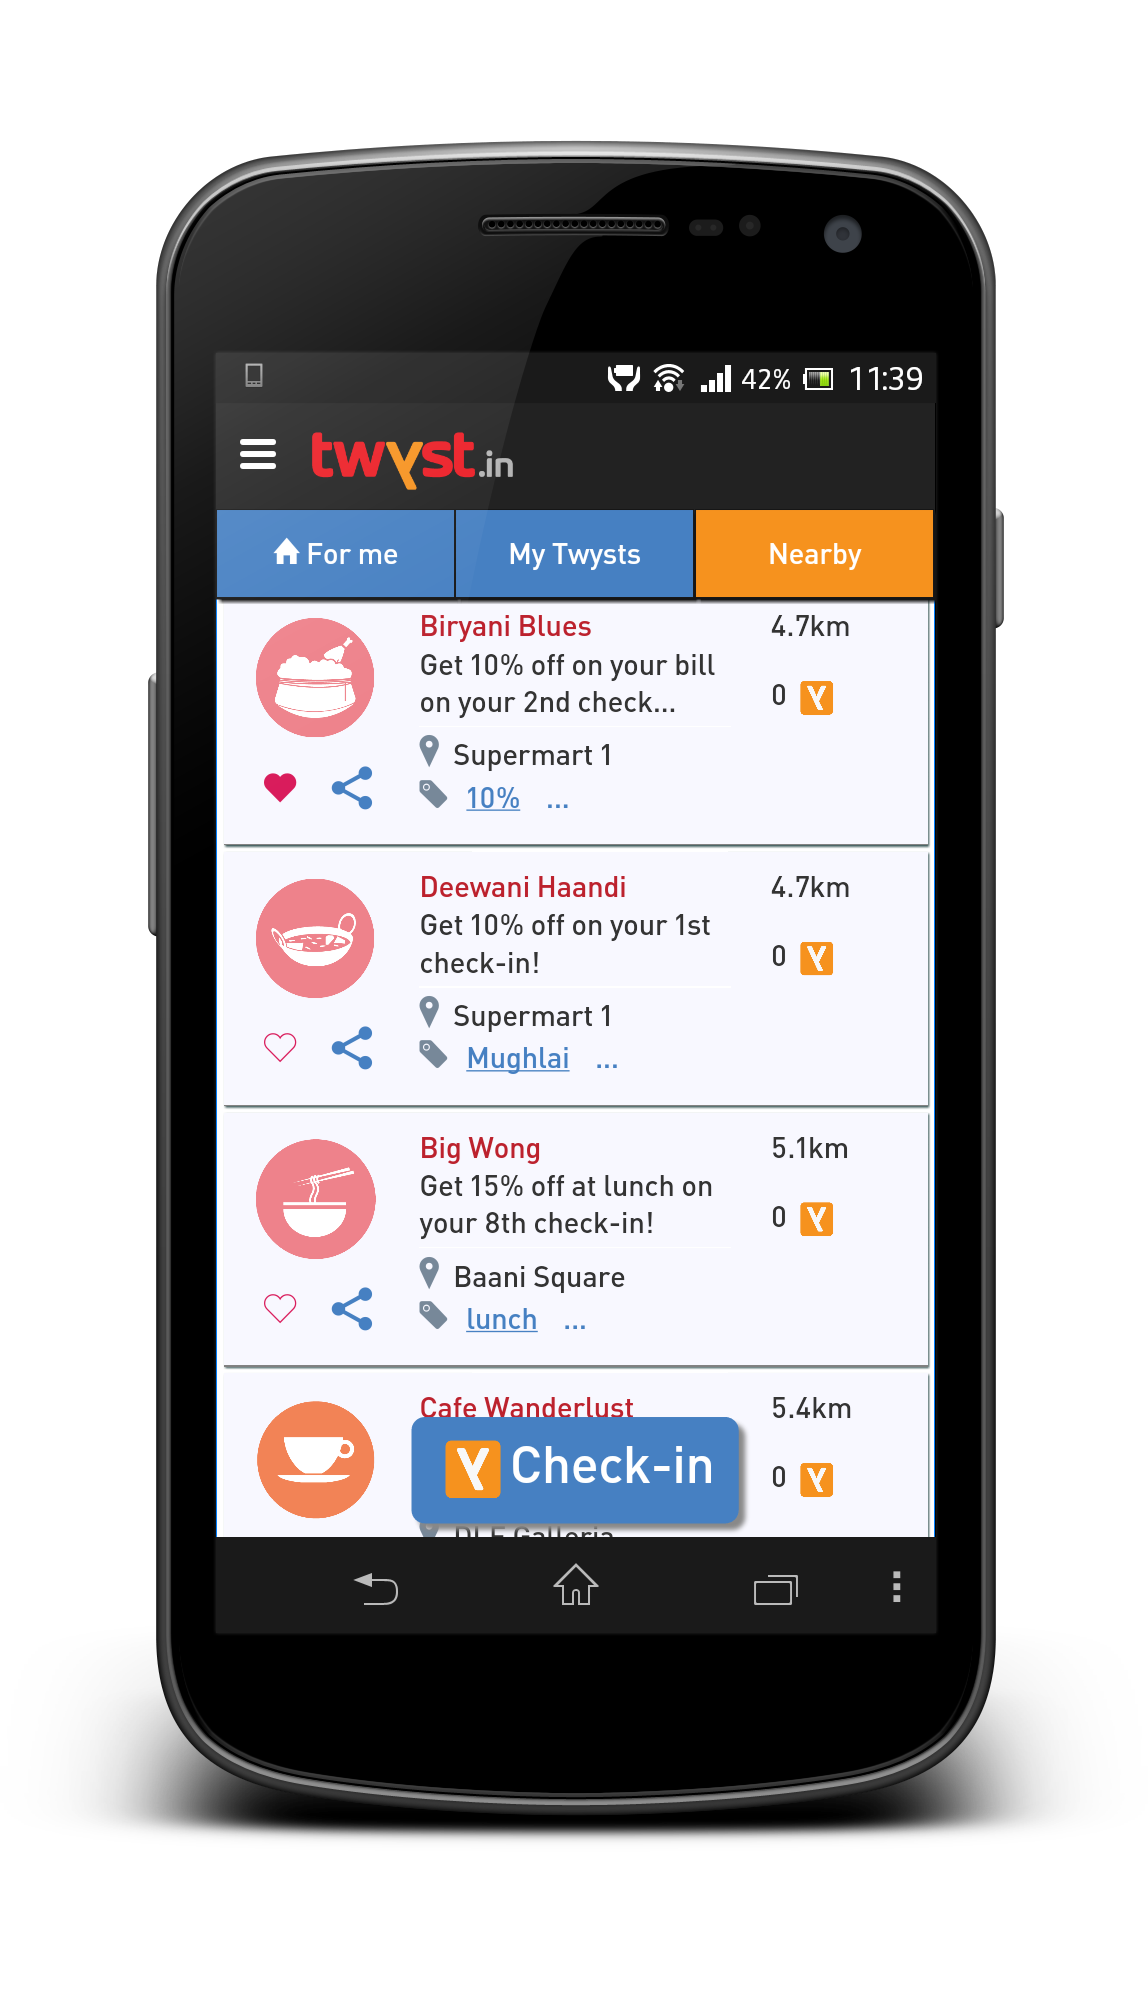 42% 11:39
twyst.in
For me My Twysts Nearby
Biryani Blues 4.7km
Get 10% off on your bill
on your 2nd check...
0
Supermart 1
10% ...
Deewani Haandi 4.7km
Get 10% off on your 1st
check-in!
0
Supermart 1
Mughlai ...
Big Wong 5.1km
Get 15% off at lunch on
your 8th check-in!
0
Baani Square
lunch ...
Cafe Wanderlust 5.4km
Check-in
0
DLF Galleria